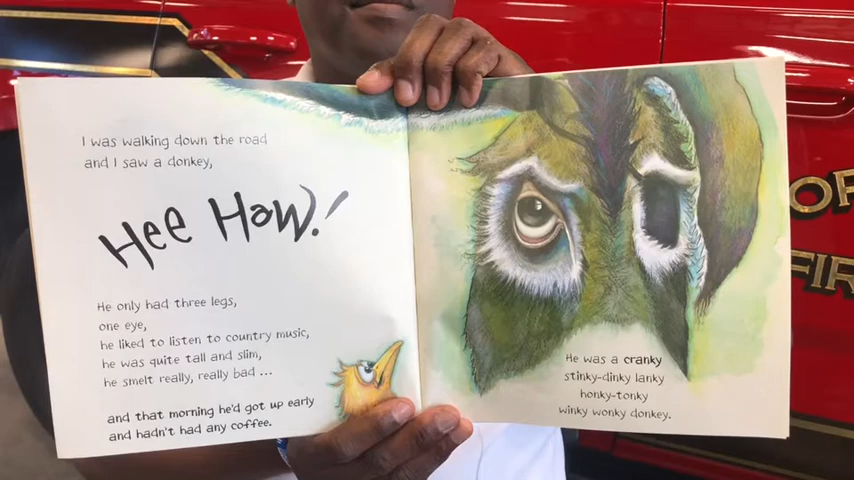 I was walking down the road
and I saw a donkey,
Hee Haw!
He only had three legs,
one eye,
he liked to listen to country music,
he was quite tall and slim,
he smelt really, really bad ...
and that morning he'd got up early
and hadn't had any coffee.
He was a cranky
stinky-dinky lanky
honky-tonky
winky wonky donkey.
OF
FIR